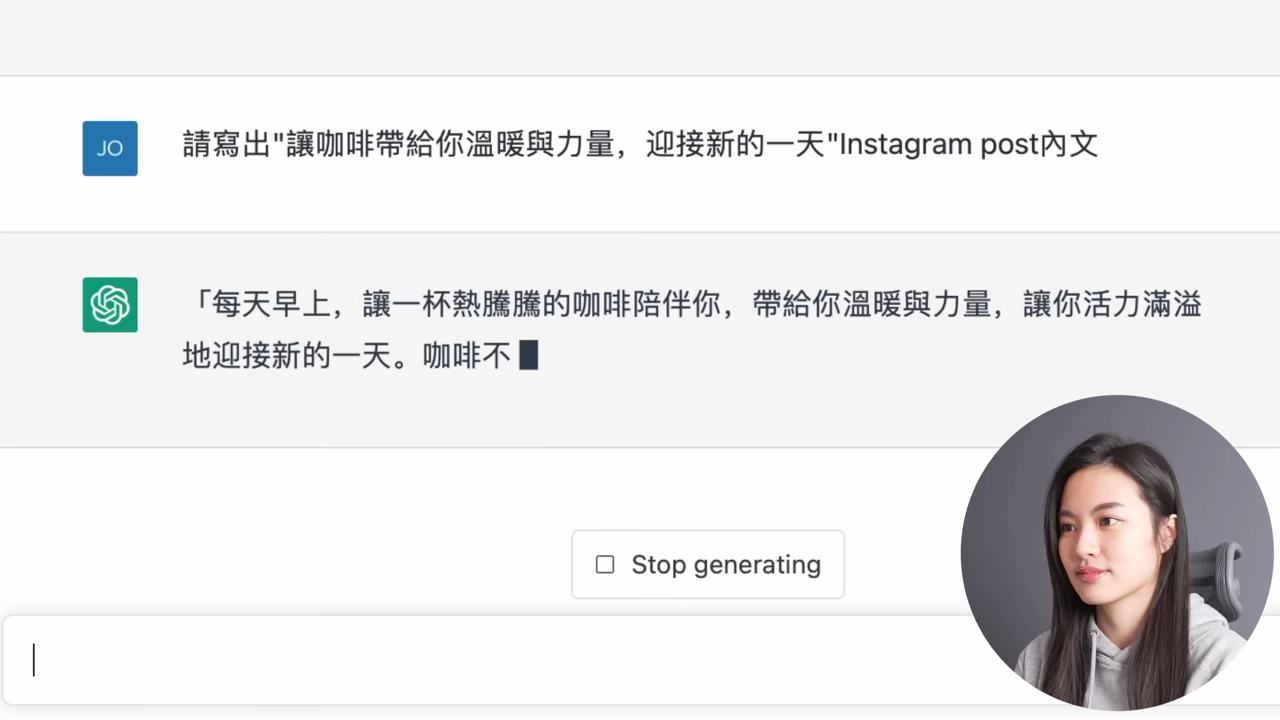 JO
請寫出"讓咖啡帶給你溫暖與力量，迎接新的一天"Instagram post內文
「每天早上，讓一杯熱騰騰的咖啡陪伴你，帶給你溫暖與力量，讓你活力滿溢
地迎接新的一天。咖啡不
Stop generating